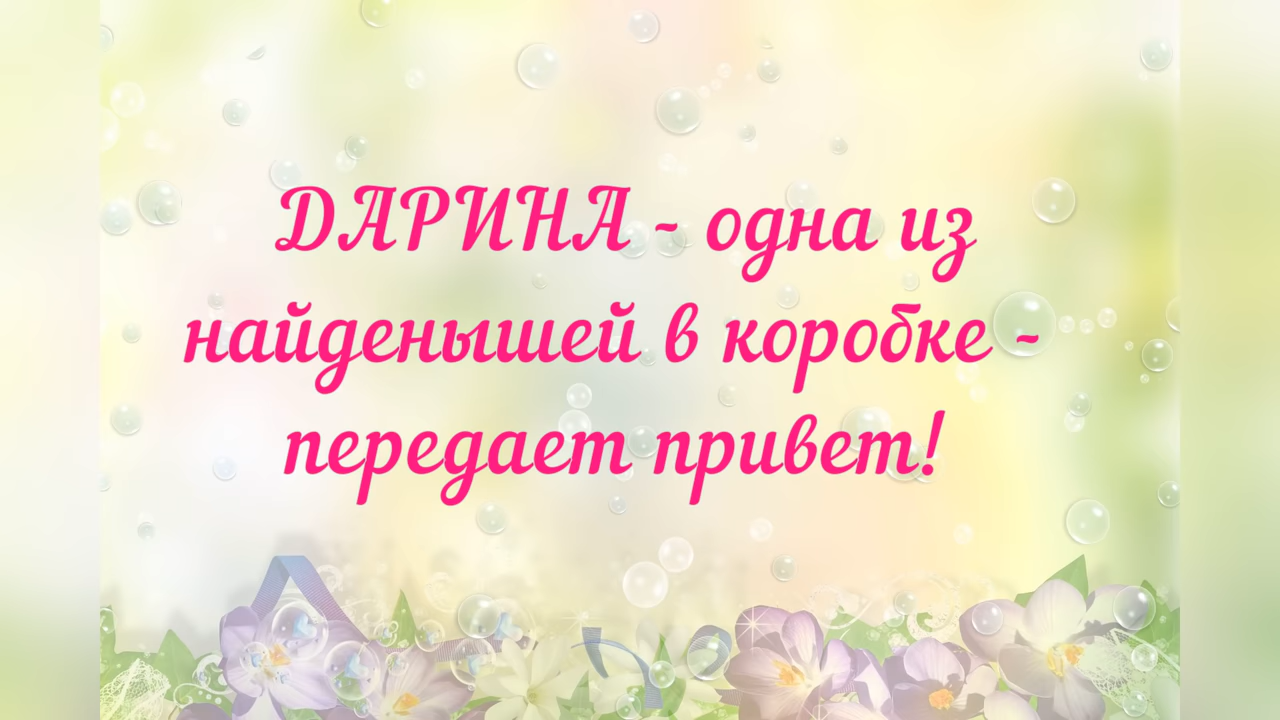 ДАРИНА - одна из
найденышей в коробке -
передает привет!